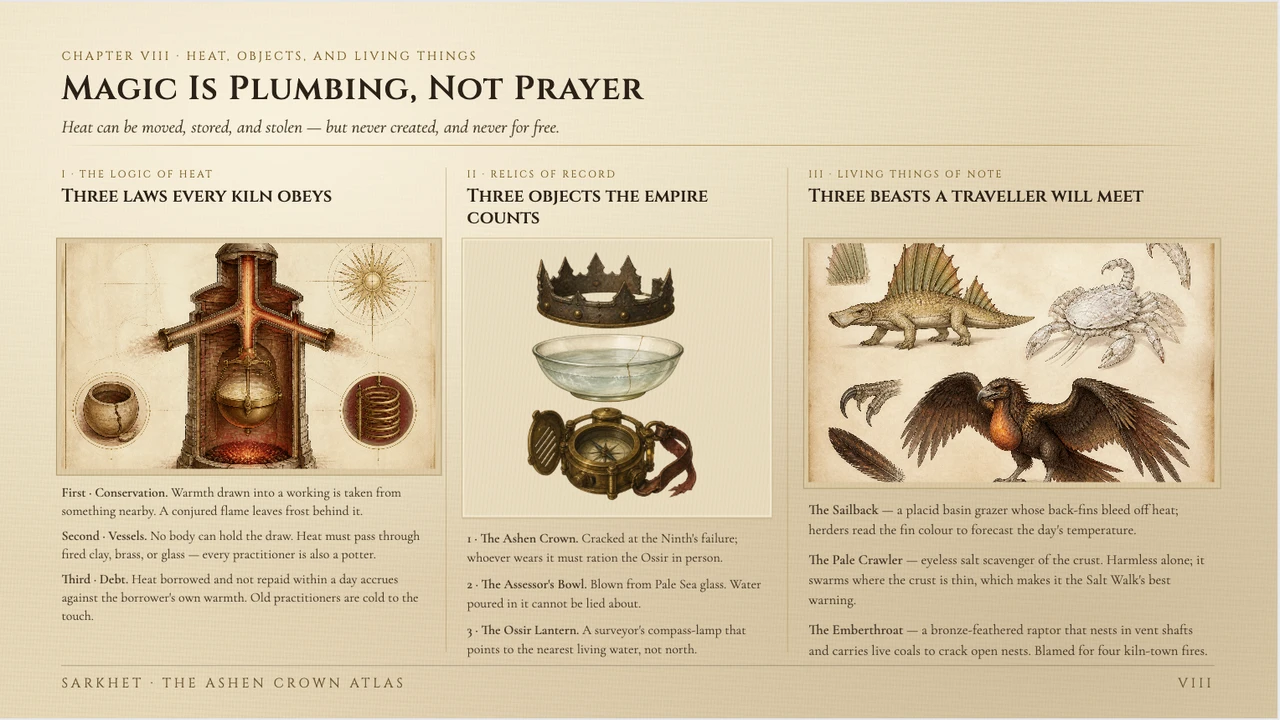 CHAPTER VIII · HEAT, OBJECTS, AND LIVING THINGS
Magic Is Plumbing, Not Prayer
Heat can be moved, stored, and stolen — but never created, and never for free.
I · THE LOGIC OF HEAT
Three laws every kiln obeys
First · Conservation. Warmth drawn into a working is taken from
something nearby. A conjured flame leaves frost behind it.
Second · Vessels. No body can hold the draw. Heat must pass through
fired clay, brass, or glass — every practitioner is also a potter.
Third · Debt. Heat borrowed and not repaid within a day accrues
against the borrower's own warmth. Old practitioners are cold to the
touch.
II · RELICS OF RECORD
Three objects the Empire
counts
1 · The Ashen Crown. Cracked at the Ninth's failure;
whoever wears it must ration the Ossir in person.
2 · The Assessor's Bowl. Blown from Pale Sea glass. Water
poured in it cannot be lied about.
3 · The Ossir Lantern. A surveyor's compass-lamp that
points to the nearest living water, not north.
III · LIVING THINGS OF NOTE
Three beasts a traveller will meet
The Sailback — a placid basin grazer whose back-fins bleed off heat;
herders read the fin colour to forecast the day's temperature.
The Pale Crawler — eyeless salt scavenger of the crust. Harmless alone; it
swarms where the crust is thin, which makes it the Salt Walk's best
warning.
The Emberthroat — a bronze-feathered raptor that nests in vent shafts
and carries live coals to crack open nests. Blamed for four kiln-town fires.
SARKHET · THE ASHEN CROWN ATLAS
VIII